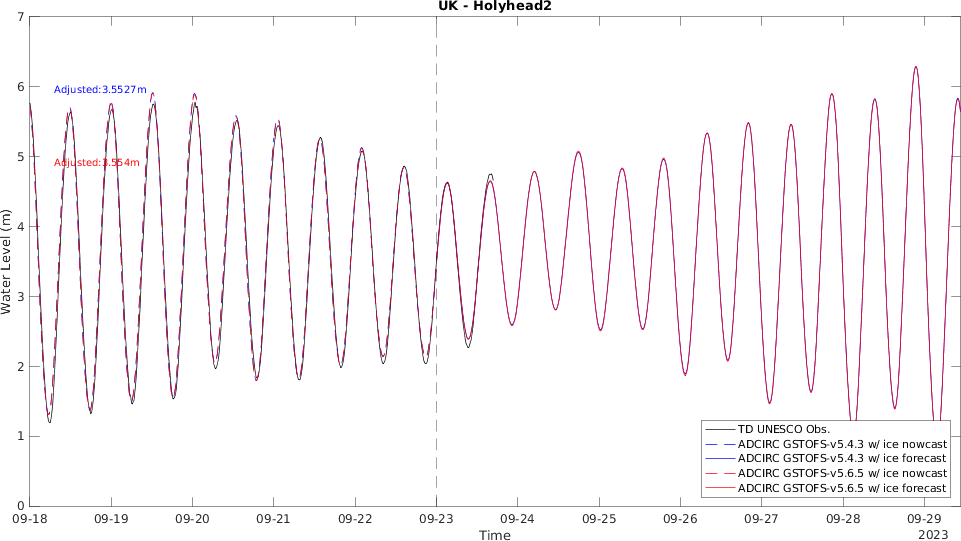 UK - Holyhead2
7
6
5
4
3
2
1
0
Water Level (m)
Adjusted:3.5527m
Adjusted:3.554m
TD UNESCO Obs.
ADCIRC GSTOFS-v5.4.3 w/ ice nowcast
ADCIRC GSTOFS-v5.4.3 w/ ice forecast
ADCIRC GSTOFS-v5.6.5 w/ ice nowcast
ADCIRC GSTOFS-v5.6.5 w/ ice forecast
09-18 09-19 09-20 09-21 09-22 09-23 09-24 09-25 09-26 09-27 09-28 09-29
Time
2023